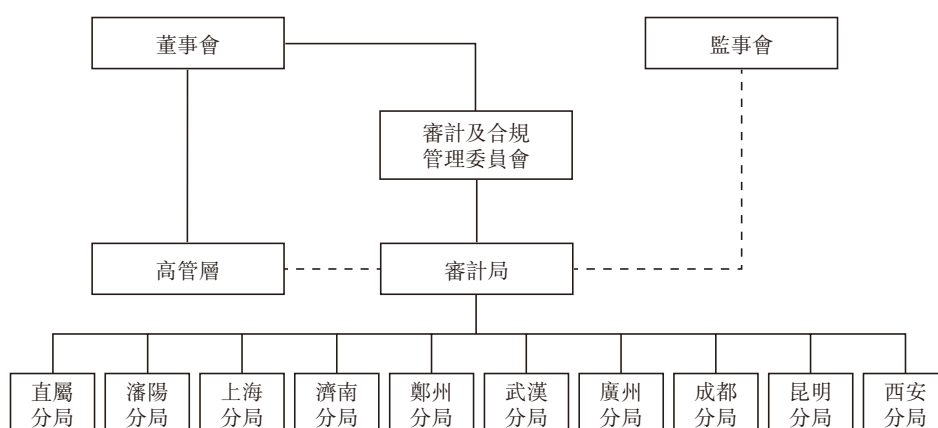 董事會
監事會
審計及合規
管理委員會
高管層
審計局
直屬
分局
瀋陽
分局
上海
分局
濟南
分局
鄭州
分局
武漢
分局
廣州
分局
成都
分局
昆明
分局
西安
分局